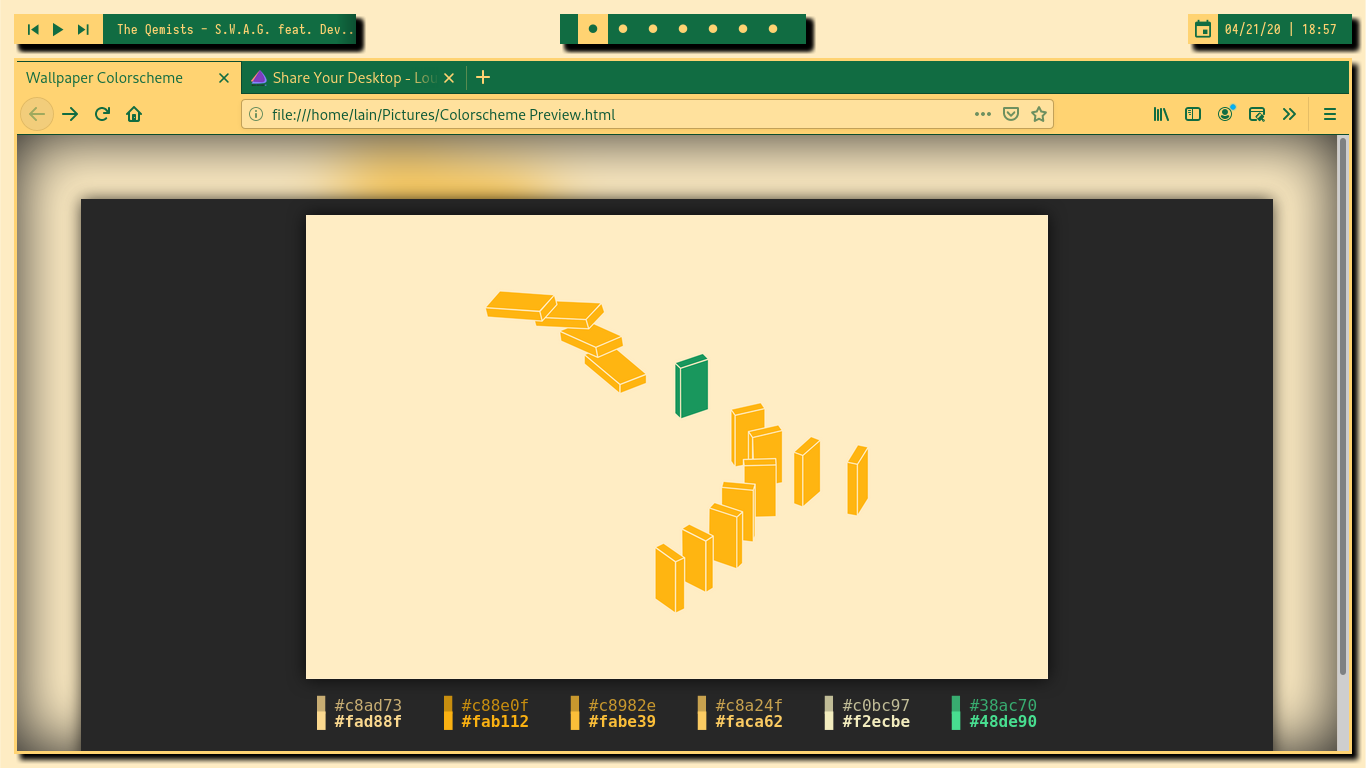 The Qemists - S.W.A.G. feat. Dev..
04/21/20 | 18:57
Wallpaper Colorscheme
Share Your Desktop - Lou
file:///home/lain/Pictures/Colorscheme Preview.html
#c8ad73 #c88e0f #c8982e #c8a24f #c0bc97 #38ac70
#fad88f #fab112 #fabe39 #faca62 #f2ecbe #48de90